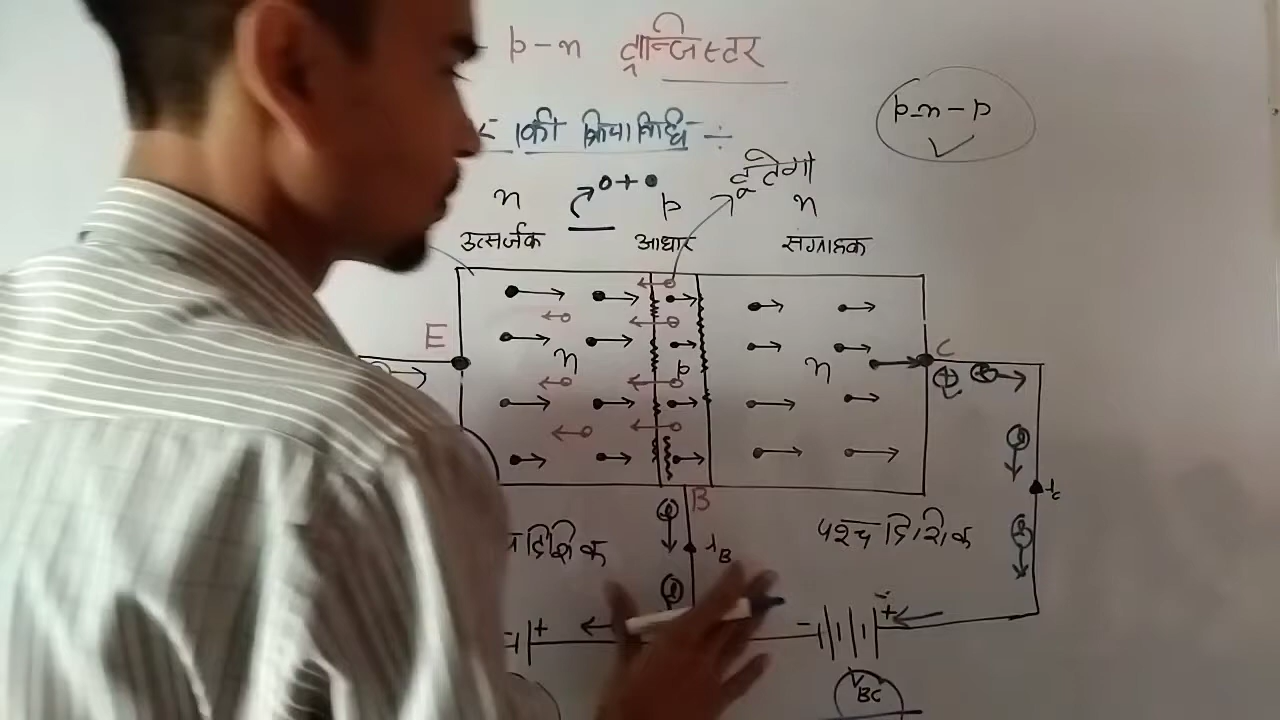 - p-n ट्रान्जिस्टर
p-n-p
की क्रियाविधि ÷
टूटेगा
n p n
उत्सर्जक आधार संग्राहक
E n p n C
B
पश्च दिशिक
I_B
I_c
+ - +
V_BC